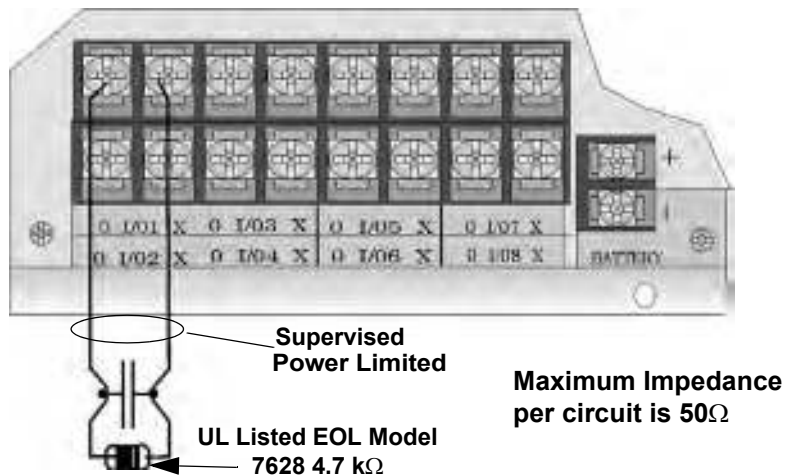 +
0 I/01 X 0 I/03 X 0 I/05 X 0 I/07 X
0 I/02 X 0 I/04 X 0 I/06 X 0 I/08 X
BATTERY
Supervised
Power Limited
Maximum Impedance
per circuit is 50Ω
UL Listed EOL Model
7628 4.7 kΩ